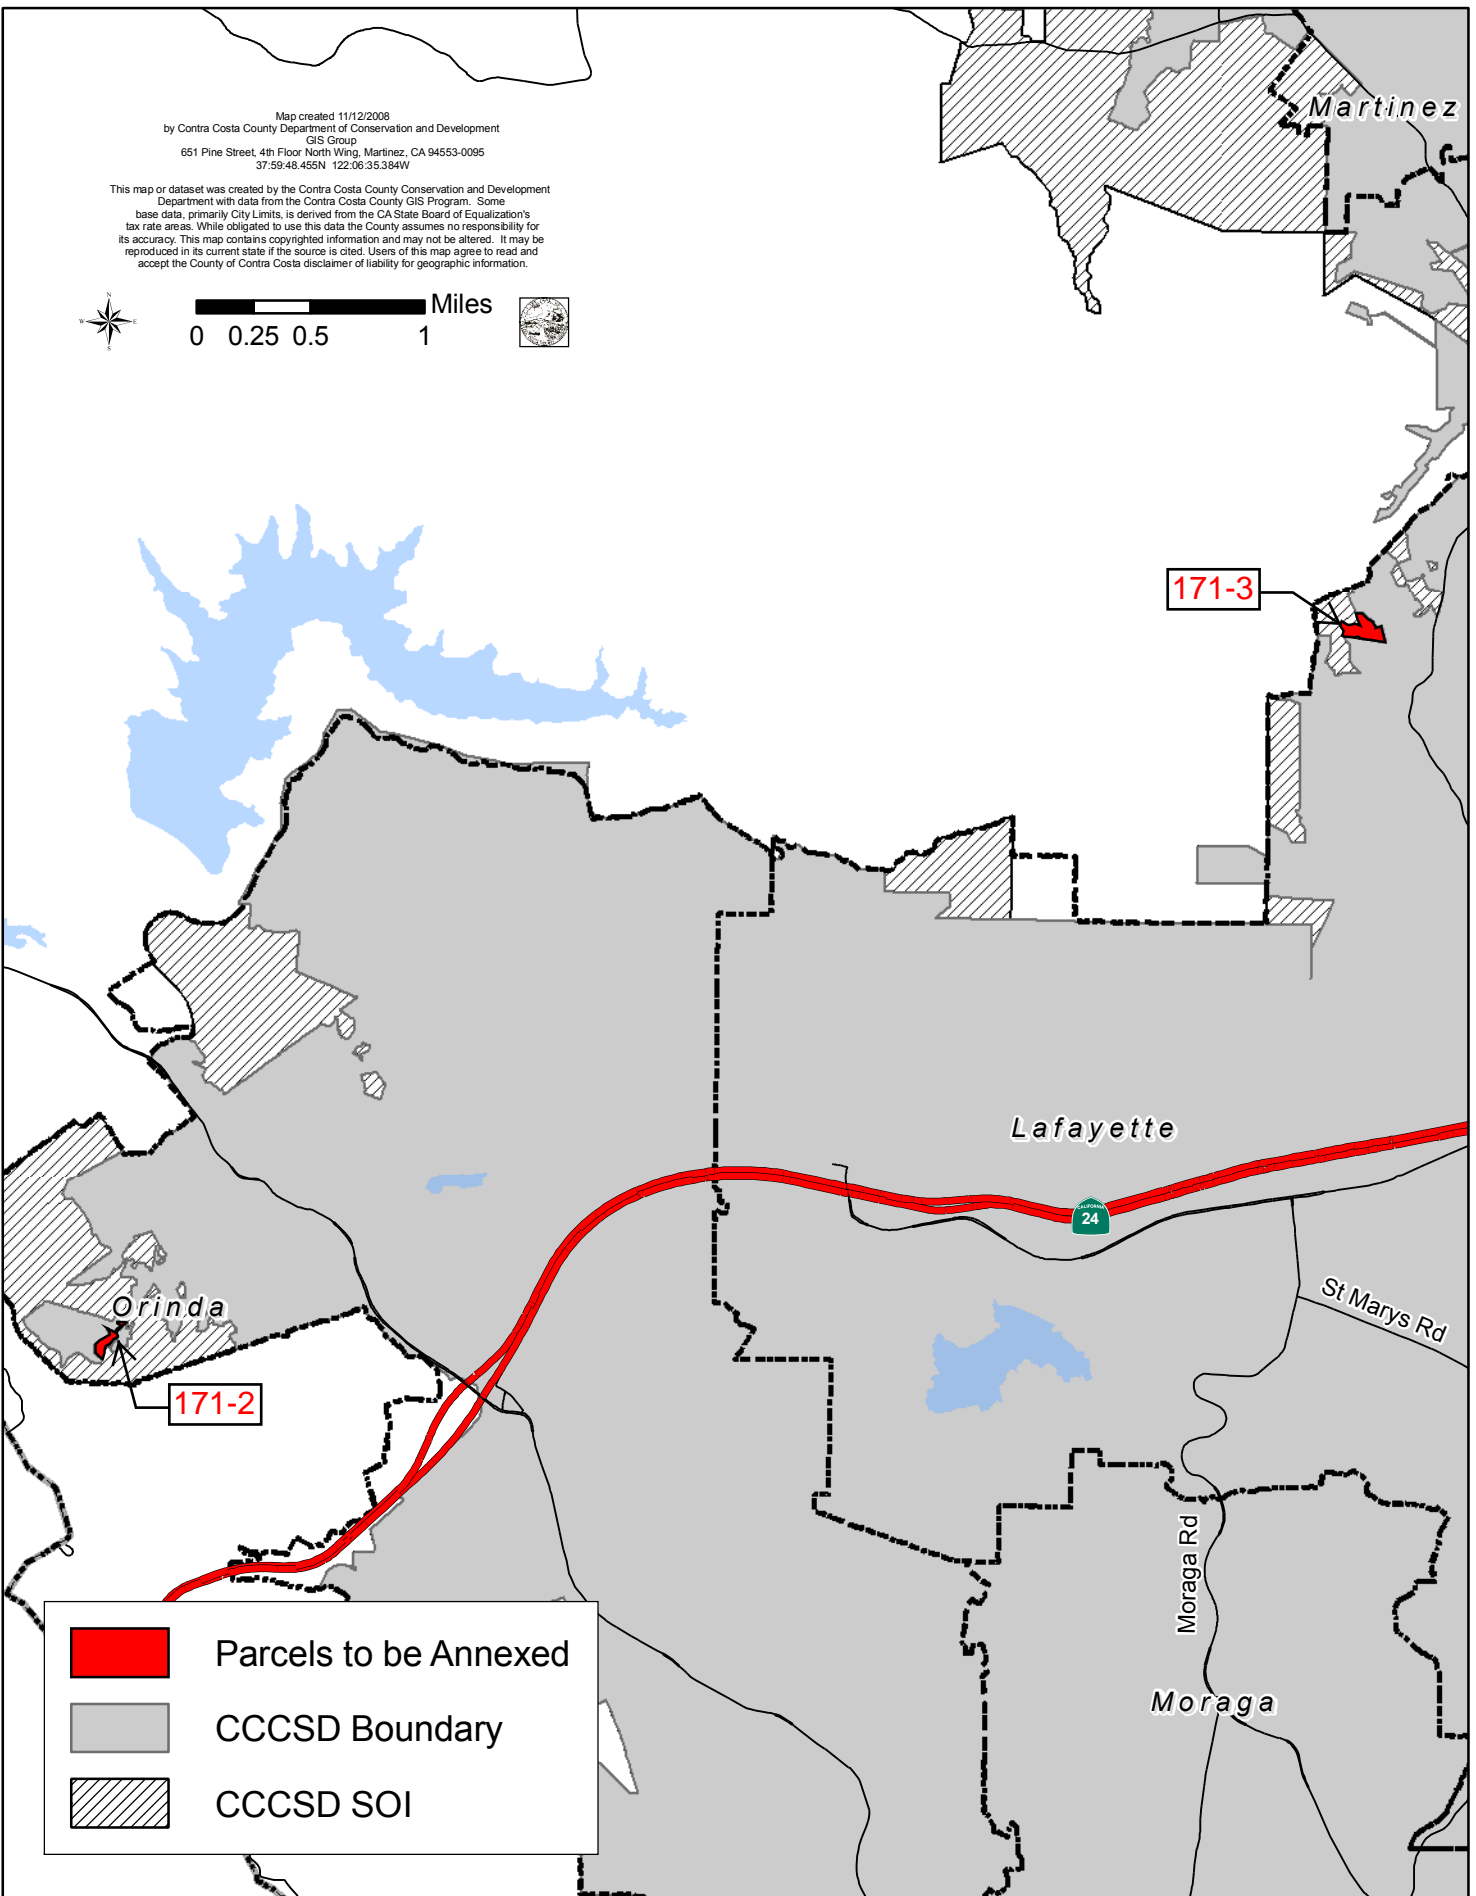 Map created 11/12/2008
by Contra Costa County Department of Conservation and Development
GIS Group
651 Pine Street, 4th Floor North Wing, Martinez, CA 94553-0095
37:59:48.455N 122:06:35.384W
This map or dataset was created by the Contra Costa County Conservation and Development
Department with data from the Contra Costa County GIS Program. Some
base data, primarily City Limits, is derived from the CA State Board of Equalization's
tax rate areas. While obligated to use this data the County assumes no responsibility for
its accuracy. This map contains copyrighted information and may not be altered. It may be
reproduced in its current state if the source is cited. Users of this map agree to read and
accept the County of Contra Costa disclaimer of liability for geographic information.
N
W E
S
Miles
0 0.25 0.5 1
Martinez
171-3
Lafayette
CALIFORNIA
24
Orinda
St Marys Rd
171-2
Moraga Rd
Moraga
Parcels to be Annexed
CCCSD Boundary
CCCSD SOI